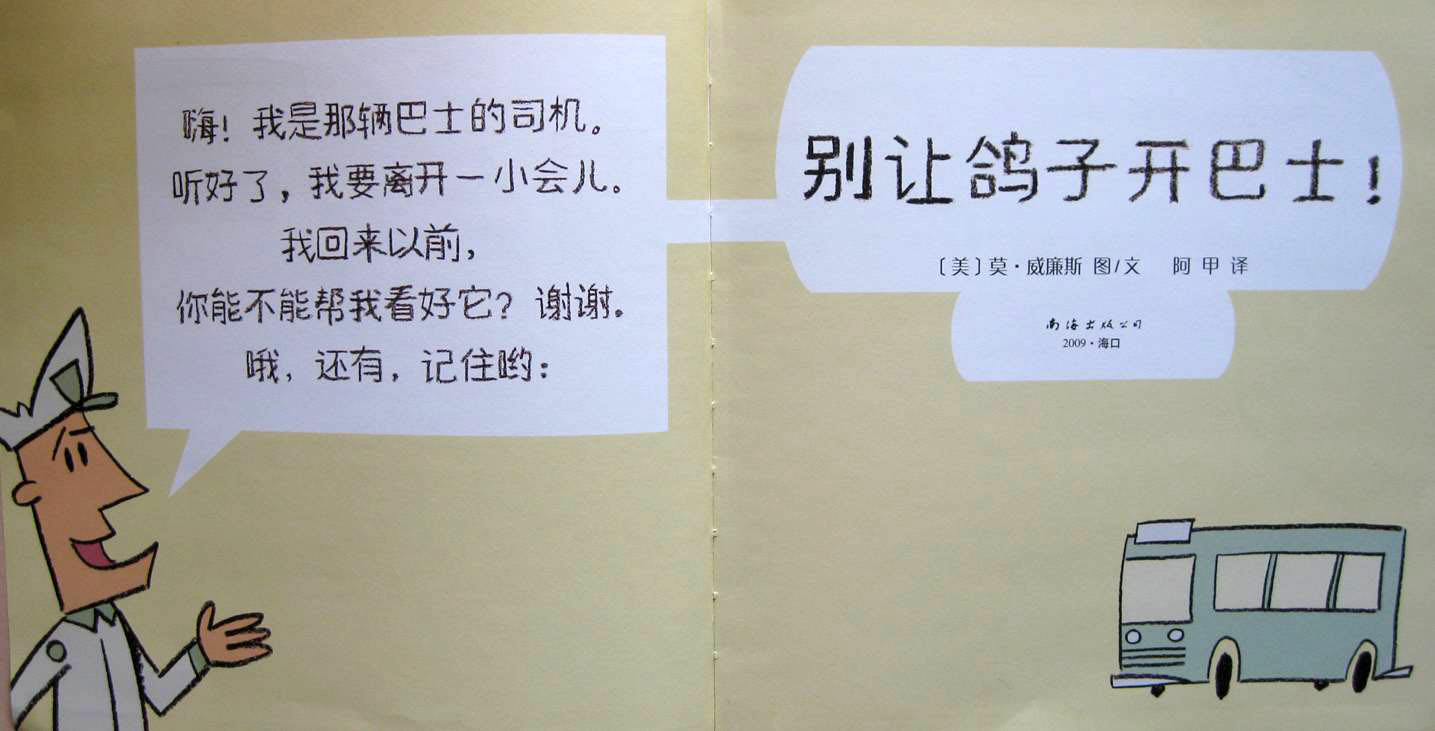 嗨！我是那辆巴士的司机。
听好了，我要离开一小会儿。
我回来以前，
你能不能帮我看好它？谢谢。
哦，还有，记住哟：
别让鸽子开巴士！
〔美〕莫·威廉斯 图/文 阿甲 译
南海出版公司
2009·海口